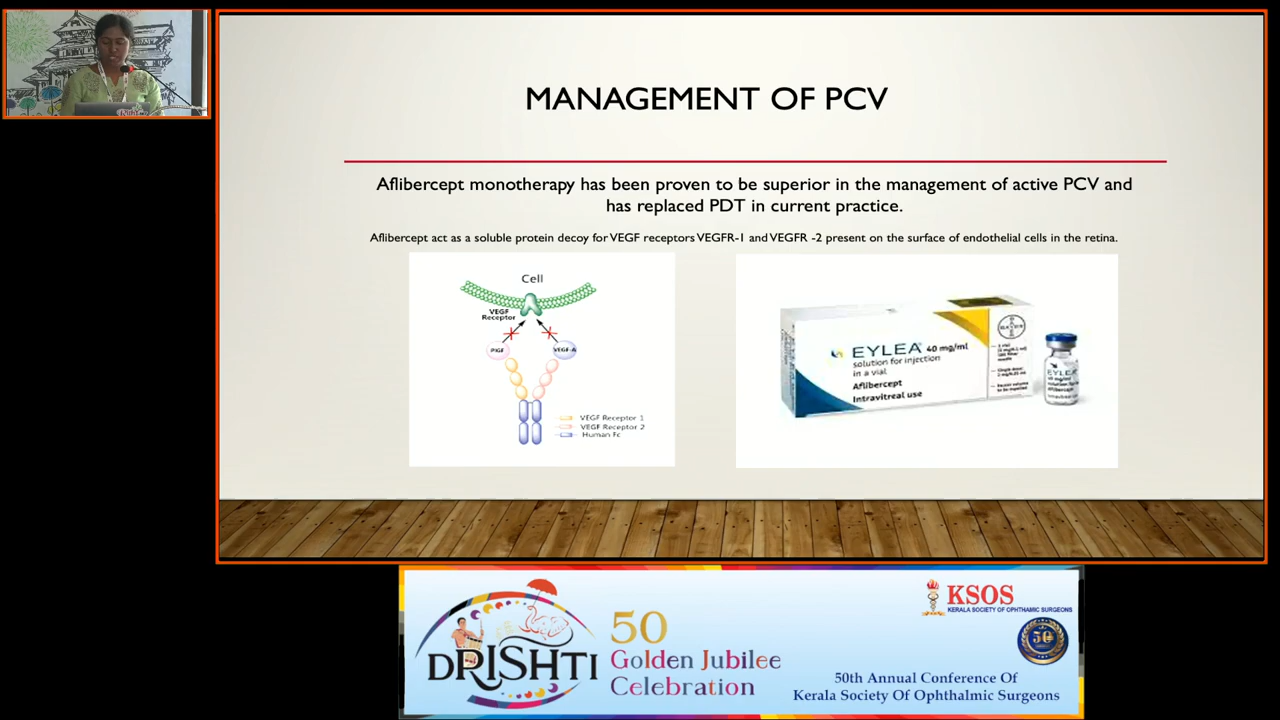 MANAGEMENT OF PCV
Aflibercept monotherapy has been proven to be superior in the management of active PCV and
has replaced PDT in current practice.
Aflibercept act as a soluble protein decoy for VEGF receptors VEGFR-1 and VEGFR -2 present on the surface of endothelial cells in the retina.
Cell
VEGF
Receptor
PlGF
VEGF-A
VEGF Receptor 1
VEGF Receptor 2
Human Fc
EYLEA 40 mg/ml
solution for injection
in a vial
Aflibercept
Intravitreal use
BAYER
EYLEA
DRISHTI
50
Golden Jubilee
Celebration
KSOS
KERALA SOCIETY OF OPHTHAMIC SURGEONS
50
50th Annual Conference Of
Kerala Society Of Ophthalmic Surgeons